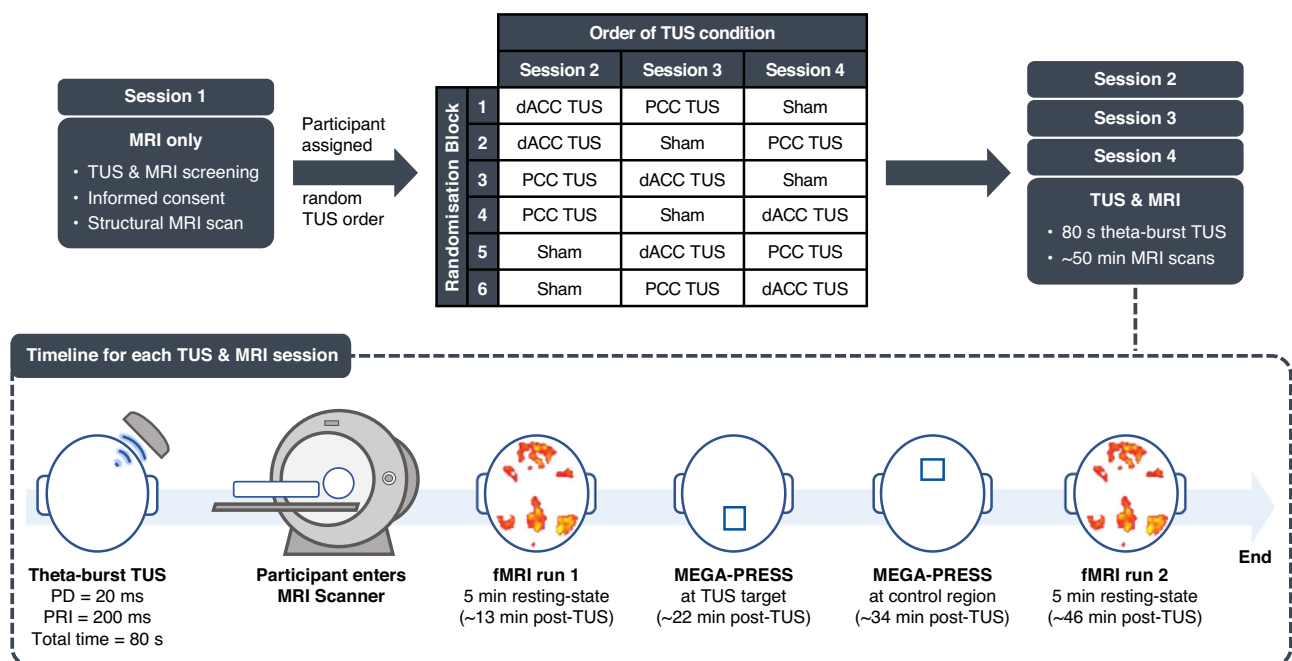 Session 1
MRI only
• TUS & MRI screening
• Informed consent
• Structural MRI scan
Participant
assigned
random
TUS order
Order of TUS condition
Session 2 Session 3 Session 4
Randomisation Block
1 dACC TUS PCC TUS Sham
2 dACC TUS Sham PCC TUS
3 PCC TUS dACC TUS Sham
4 PCC TUS Sham dACC TUS
5 Sham dACC TUS PCC TUS
6 Sham PCC TUS dACC TUS
Session 2
Session 3
Session 4
TUS & MRI
• 80 s theta-burst TUS
• ~50 min MRI scans
Timeline for each TUS & MRI session
Theta-burst TUS
PD = 20 ms
PRI = 200 ms
Total time = 80 s
Participant enters
MRI Scanner
fMRI run 1
5 min resting-state
(~13 min post-TUS)
MEGA-PRESS
at TUS target
(~22 min post-TUS)
MEGA-PRESS
at control region
(~34 min post-TUS)
fMRI run 2
5 min resting-state
(~46 min post-TUS)
End